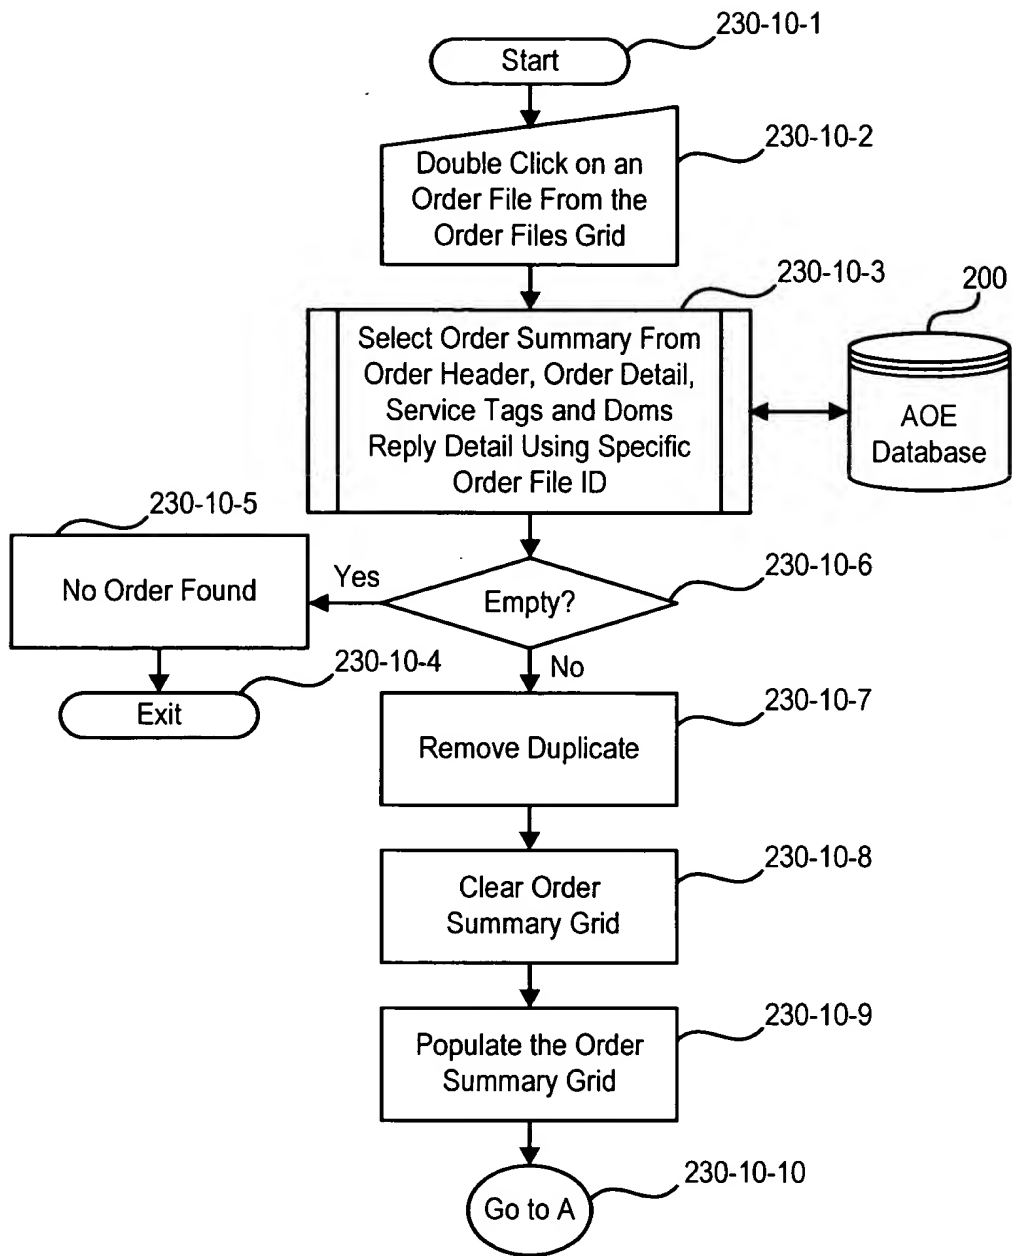 230-10-1
Start
230-10-2
Double Click on an
Order File From the
Order Files Grid
230-10-3
200
Select Order Summary From
Order Header, Order Detail,
Service Tags and Doms
Reply Detail Using Specific
Order File ID
AOE
Database
230-10-5
No Order Found
Yes
Empty?
230-10-6
No
230-10-4
Exit
230-10-7
Remove Duplicate
230-10-8
Clear Order
Summary Grid
230-10-9
Populate the Order
Summary Grid
230-10-10
Go to A